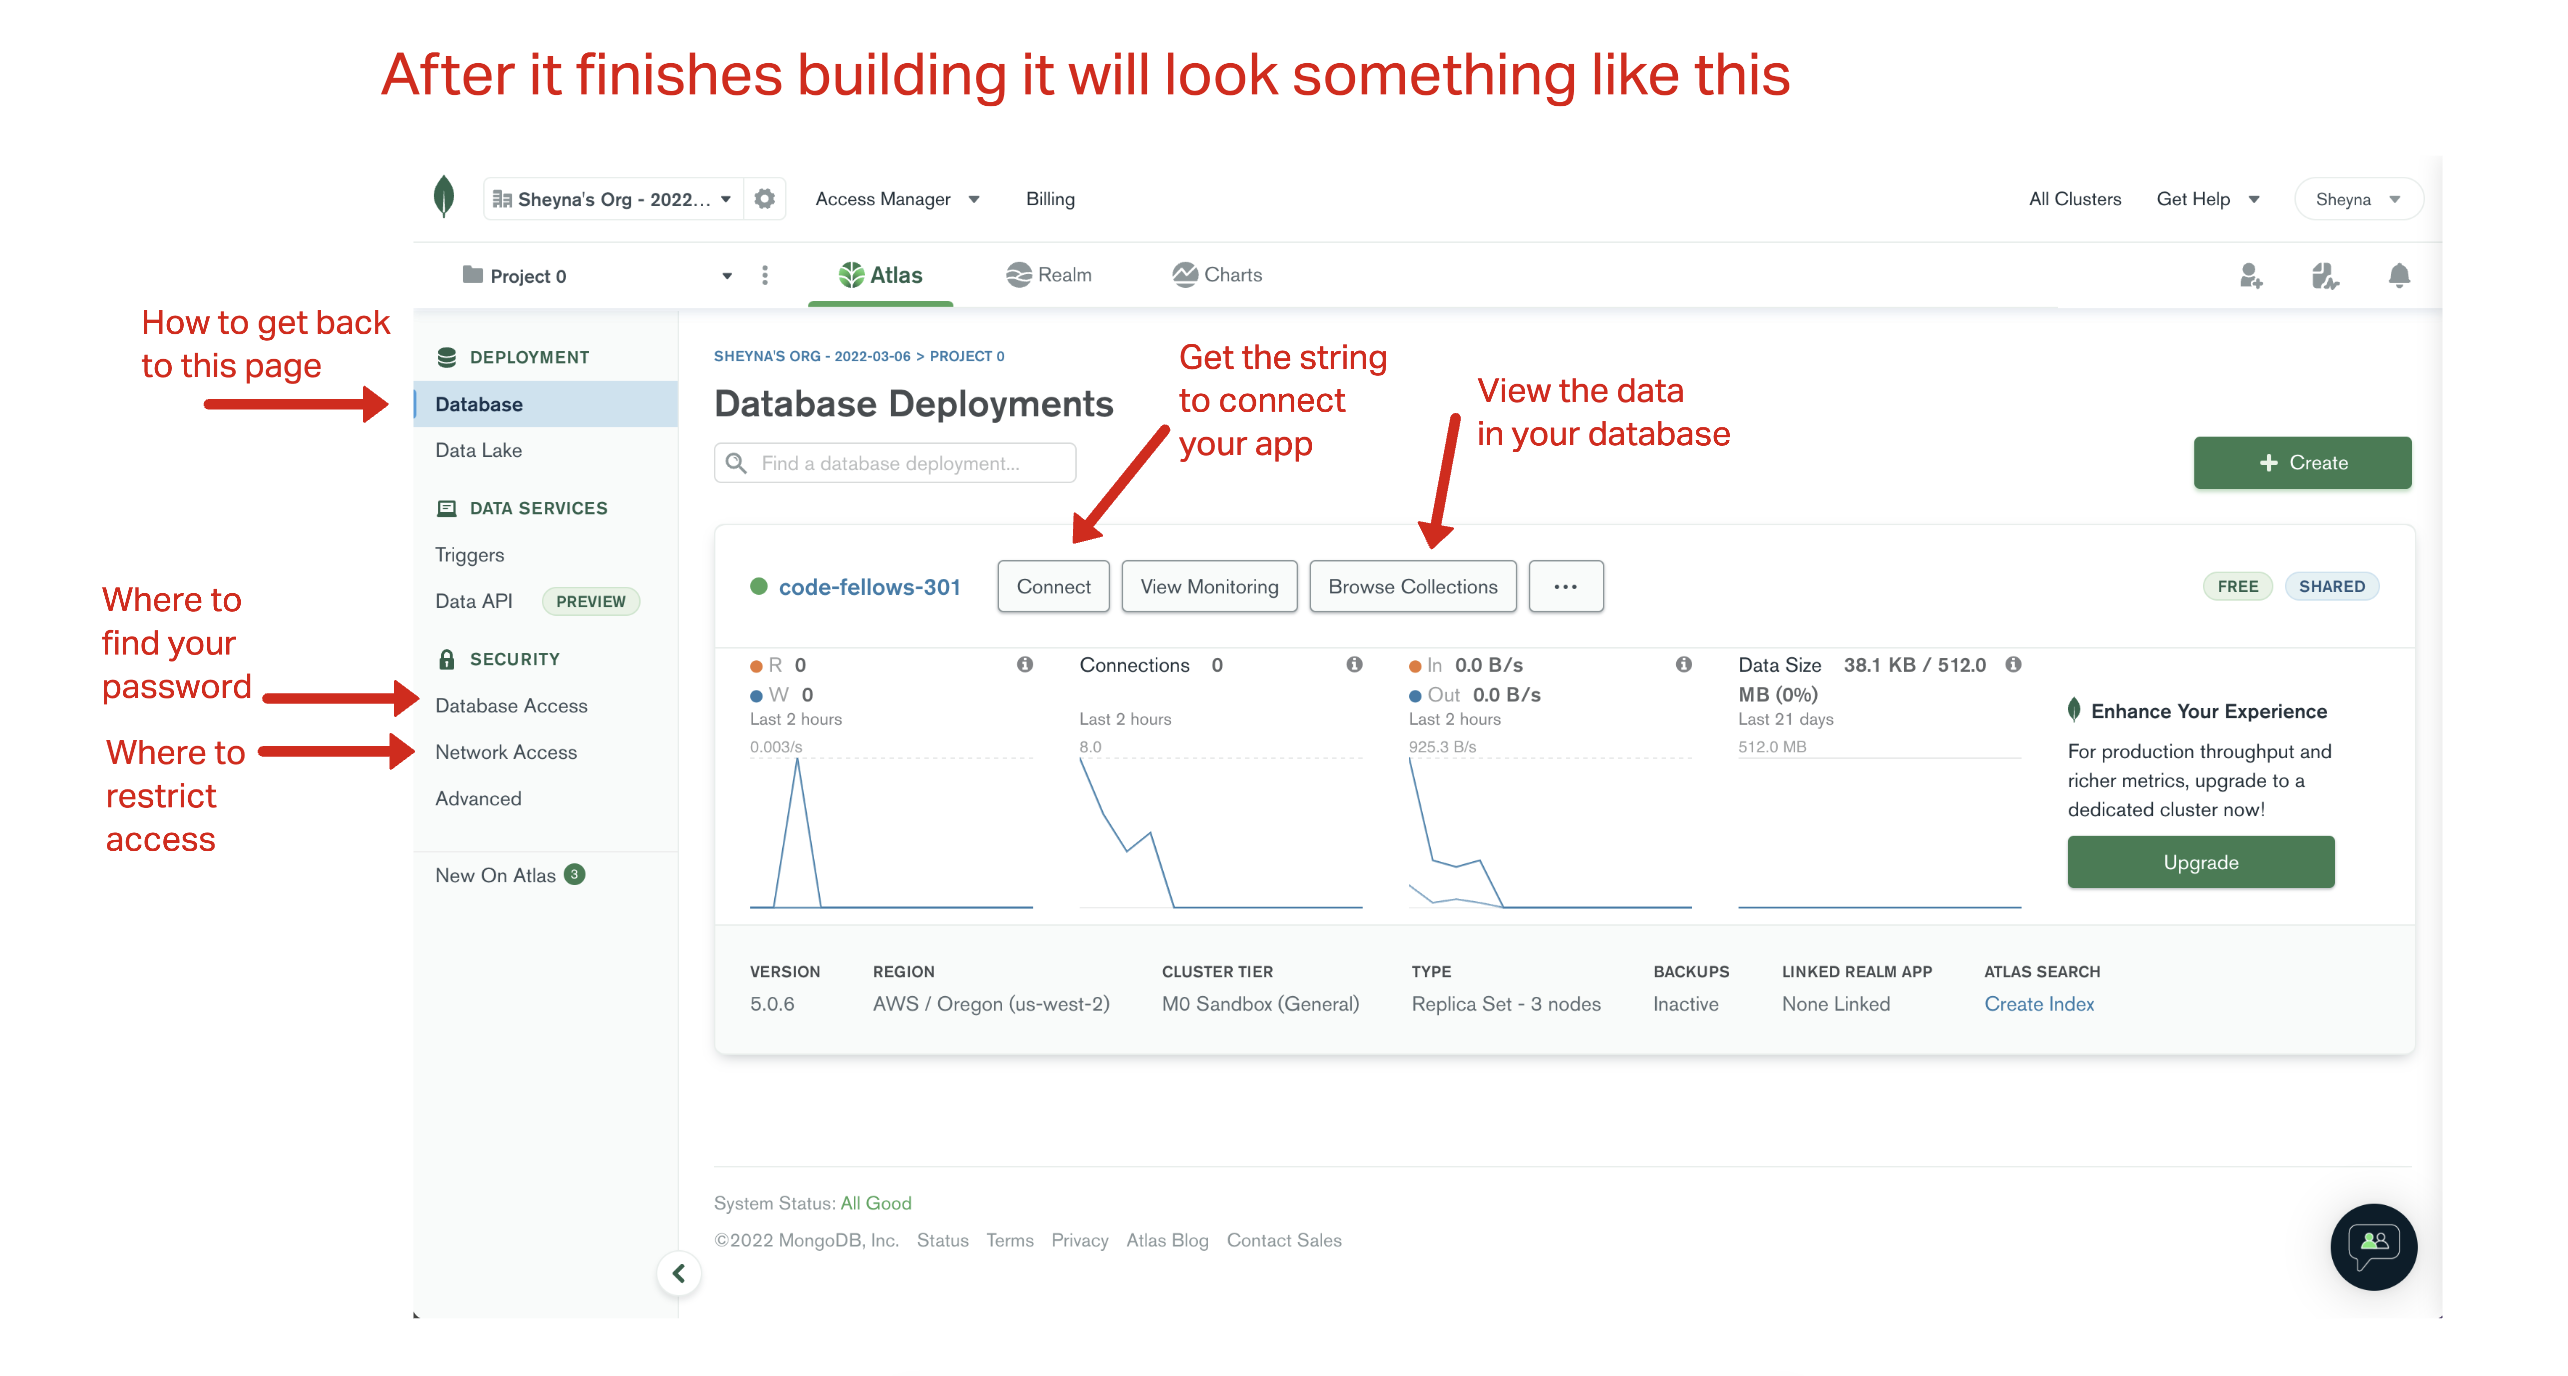 After it finishes building it will look something like this
Sheyna's Org - 2022...
Access Manager
Billing
All Clusters
Get Help
Sheyna
Project 0
Atlas
Realm
Charts
How to get back
to this page
DEPLOYMENT
Database
Data Lake
DATA SERVICES
Triggers
Data API PREVIEW
SECURITY
Database Access
Network Access
Advanced
New On Atlas 3
Where to
find your
password
Where to
restrict
access
SHEYNA'S ORG - 2022-03-06 > PROJECT 0
Database Deployments
Find a database deployment...
Get the string
to connect
your app
View the data
in your database
+ Create
code-fellows-301
Connect
View Monitoring
Browse Collections
...
FREE
SHARED
R 0
W 0
Last 2 hours
0.003/s
Connections 0
Last 2 hours
8.0
In 0.0 B/s
Out 0.0 B/s
Last 2 hours
925.3 B/s
Data Size 38.1 KB / 512.0
MB (0%)
Last 21 days
512.0 MB
Enhance Your Experience
For production throughput and
richer metrics, upgrade to a
dedicated cluster now!
Upgrade
VERSION
5.0.6
REGION
AWS / Oregon (us-west-2)
CLUSTER TIER
M0 Sandbox (General)
TYPE
Replica Set - 3 nodes
BACKUPS
Inactive
LINKED REALM APP
None Linked
ATLAS SEARCH
Create Index
System Status: All Good
©2022 MongoDB, Inc. Status Terms Privacy Atlas Blog Contact Sales